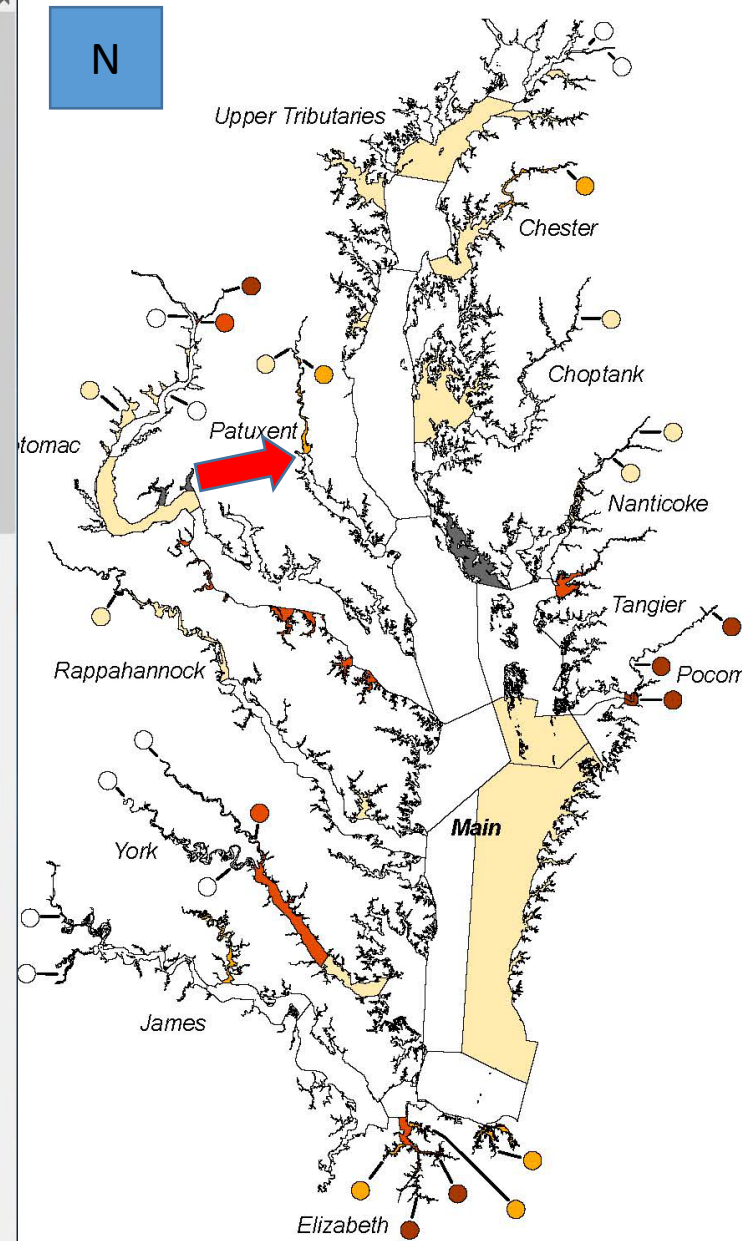 N
Upper Tributaries
Chester
Choptank
tomac
Patuxent
Nanticoke
Tangier
Rappahannock
Pocom
Main
York
James
Elizabeth